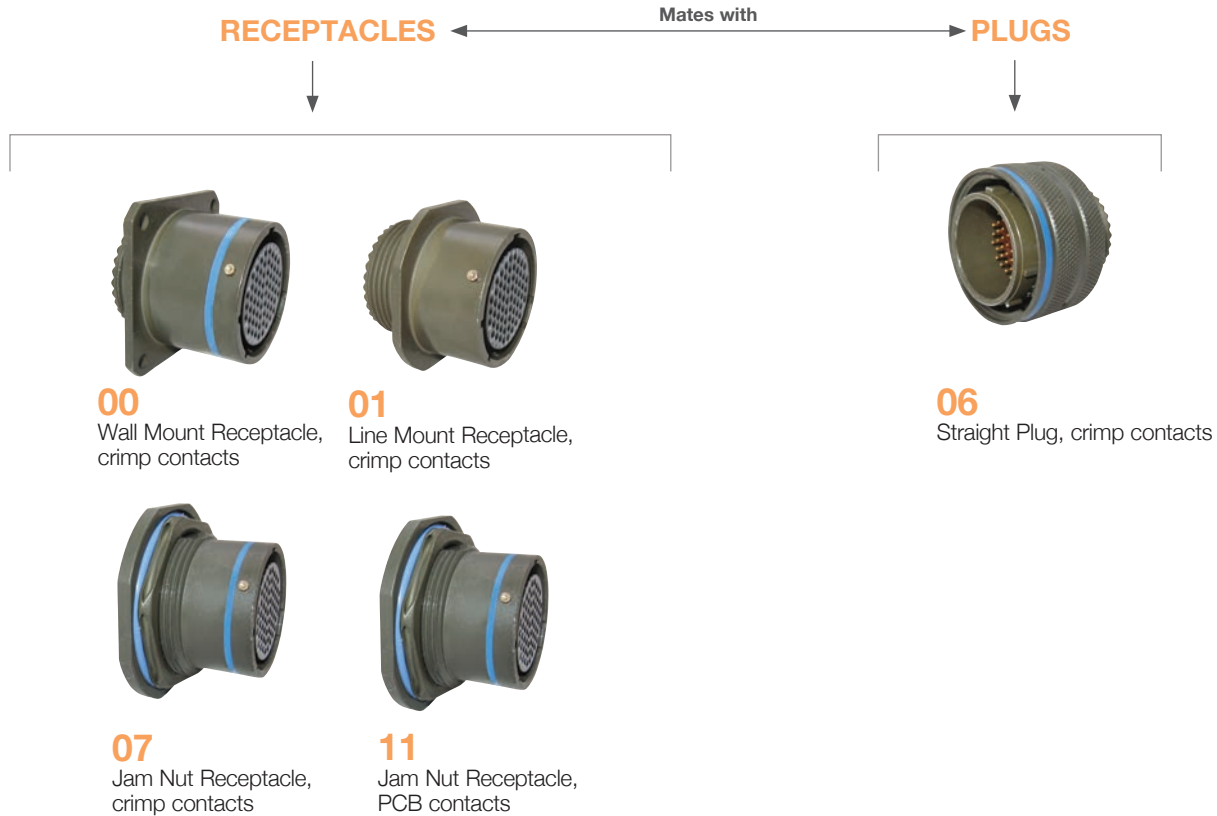 Mates with
RECEPTACLES
PLUGS
00
Wall Mount Receptacle,
crimp contacts
01
Line Mount Receptacle,
crimp contacts
06
Straight Plug, crimp contacts
07
Jam Nut Receptacle,
crimp contacts
11
Jam Nut Receptacle,
PCB contacts